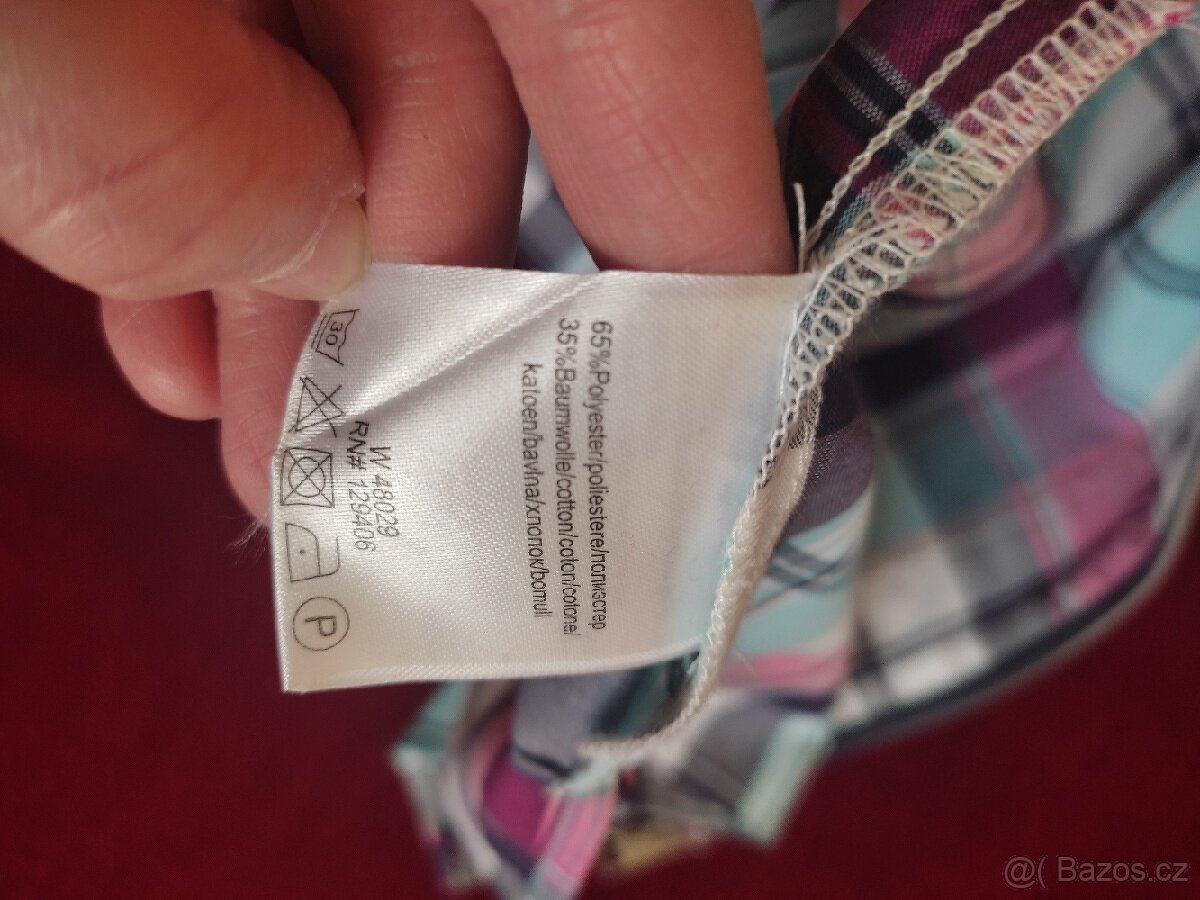 65%Polyester/poliestere/полиэстер
35%Baumwolle/cotton/coton/cotone/
katoen/bavlna/хлопок/bomull
W 48029
RN# 129406
30
P
@( Bazos.cz